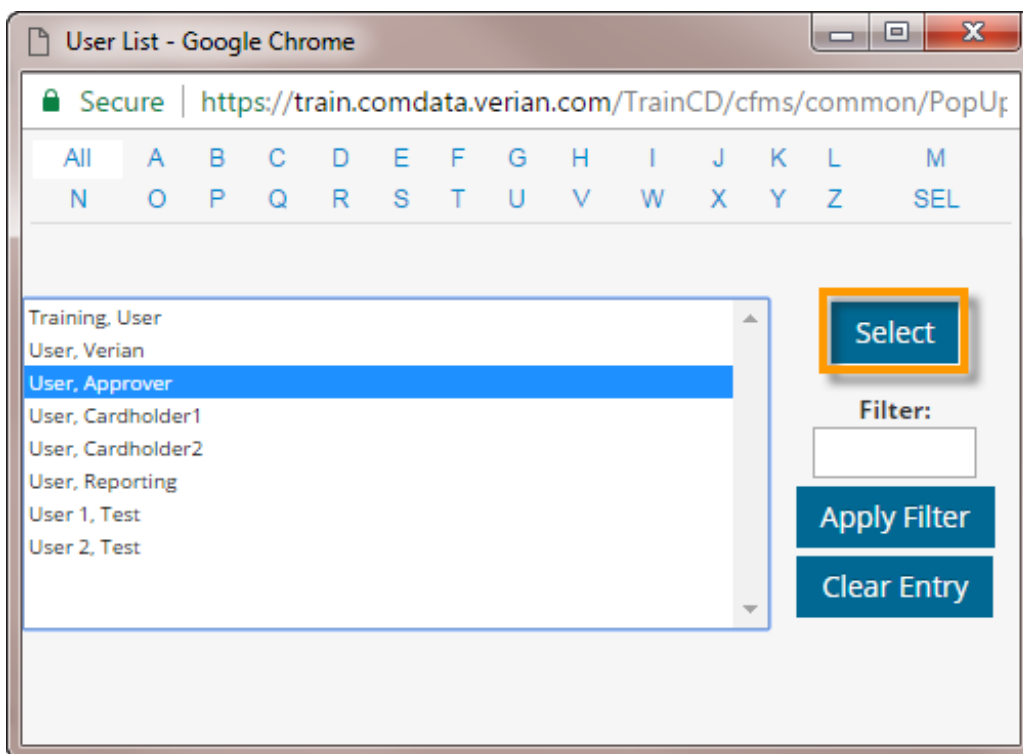 User List - Google Chrome
Secure | https://train.comdata.verian.com/TrainCD/cfms/common/PopUp
All A B C D E F G H I J K L M
N O P Q R S T U V W X Y Z SEL
Training, User
User, Verian
User, Approver
User, Cardholder1
User, Cardholder2
User, Reporting
User 1, Test
User 2, Test
Select
Filter:
Apply Filter
Clear Entry